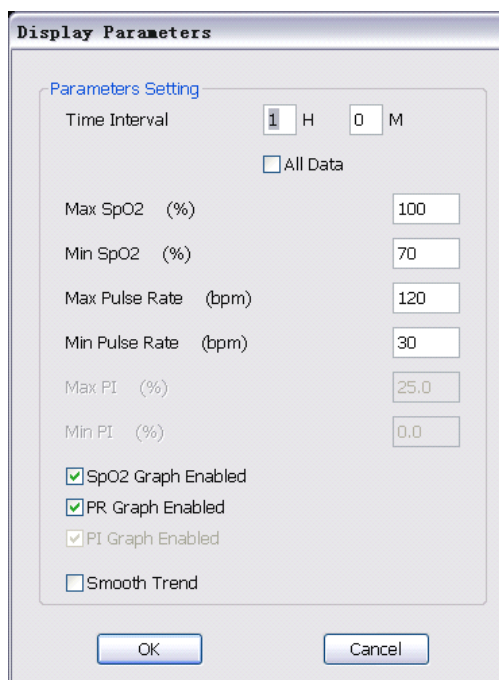 Display Parameters
Parameters Setting
Time Interval 1 H 0 M
All Data
Max SpO2 (%) 100
Min SpO2 (%) 70
Max Pulse Rate (bpm) 120
Min Pulse Rate (bpm) 30
Max PI (%) 25.0
Min PI (%) 0.0
SpO2 Graph Enabled
PR Graph Enabled
PI Graph Enabled
Smooth Trend
OK Cancel